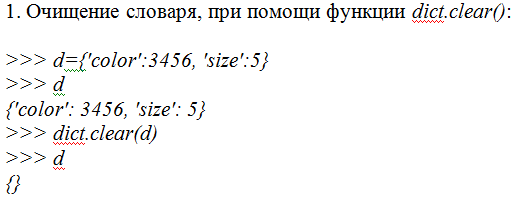 1. Очищение словаря, при помощи функции dict.clear():
>>> d={'color':3456, 'size':5}
>>> d
{'color': 3456, 'size': 5}
>>> dict.clear(d)
>>> d
{}